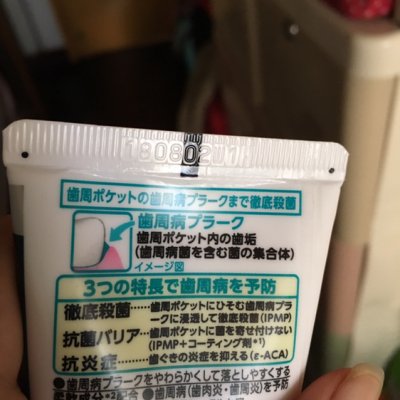 歯周ポケットの歯周病プラークまで徹底殺菌
歯周病プラーク
歯周ポケット内の歯垢
(歯周病菌を含む菌の集合体)
イメージ図
3つの特長で歯周病を予防
徹底殺菌……歯周ポケットにひそむ歯周病プラ
ークに浸透して徹底殺菌(IPMP)
抗菌バリア…歯周ポケットに菌を寄せ付けない
(IPMP+コーティング剤*¹)
抗炎症……歯ぐきの炎症を抑える(ε-ACA)
●歯周病プラークをやわらかくして落としやすくする
柔軟成分*²配合 ●歯周病(歯肉炎・歯周炎)を予防